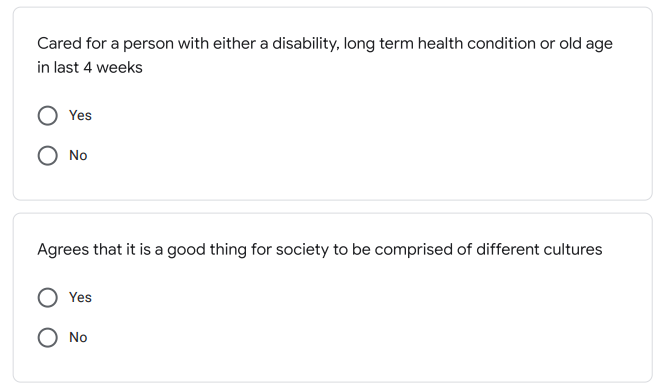 Cared for a person with either a disability, long term health condition or old age
in last 4 weeks
Yes
No
Agrees that it is a good thing for society to be comprised of different cultures
Yes
No